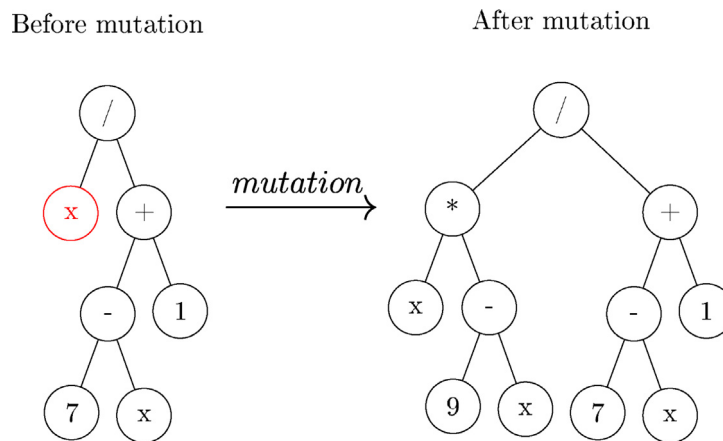 Before mutation
After mutation
/
/
x
+
mutation
*
+
-
1
x
-
-
1
7
x
9
x
7
x